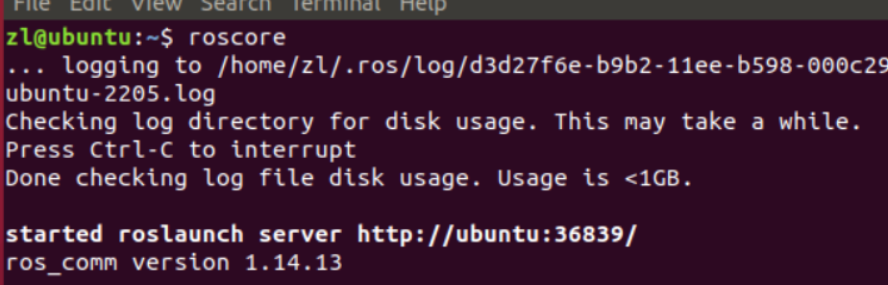 File Edit View Search Terminal Help
zl@ubuntu:~$ roscore
... logging to /home/zl/.ros/log/d3d27f6e-b9b2-11ee-b598-000c29
ubuntu-2205.log
Checking log directory for disk usage. This may take a while.
Press Ctrl-C to interrupt
Done checking log file disk usage. Usage is <1GB.
started roslaunch server http://ubuntu:36839/
ros_comm version 1.14.13